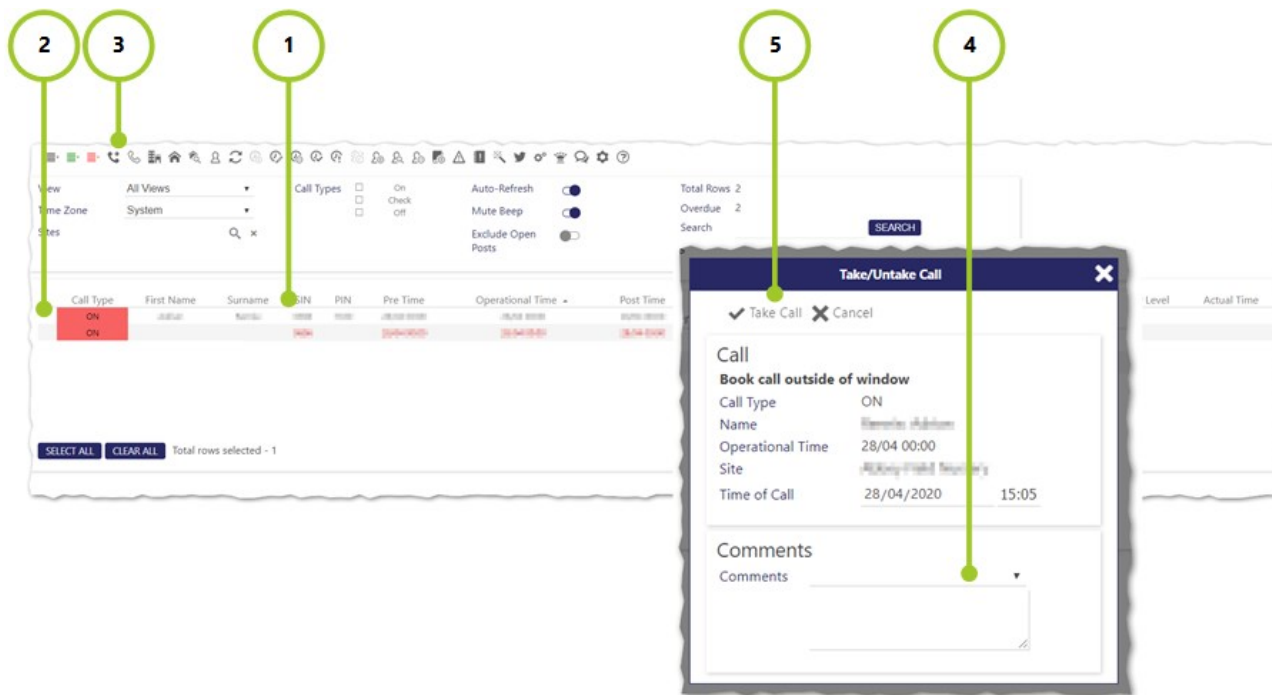 2 3 1 5 4
View All Views Call Types On Auto-Refresh Total Rows 2
Check
Time Zone System Off Mute Beep Overdue 2
Sites Exclude Open Posts Search SEARCH
Take/Untake Call
Call Type First Name Surname SIN PIN Pre Time Operational Time Post Time Level Actual Time
ON
ON
Take Call Cancel
Call
Book call outside of window
Call Type ON
Name
Operational Time 28/04 00:00
Site
Time of Call 28/04/2020 15:05
SELECT ALL CLEAR ALL Total rows selected - 1
Comments
Comments